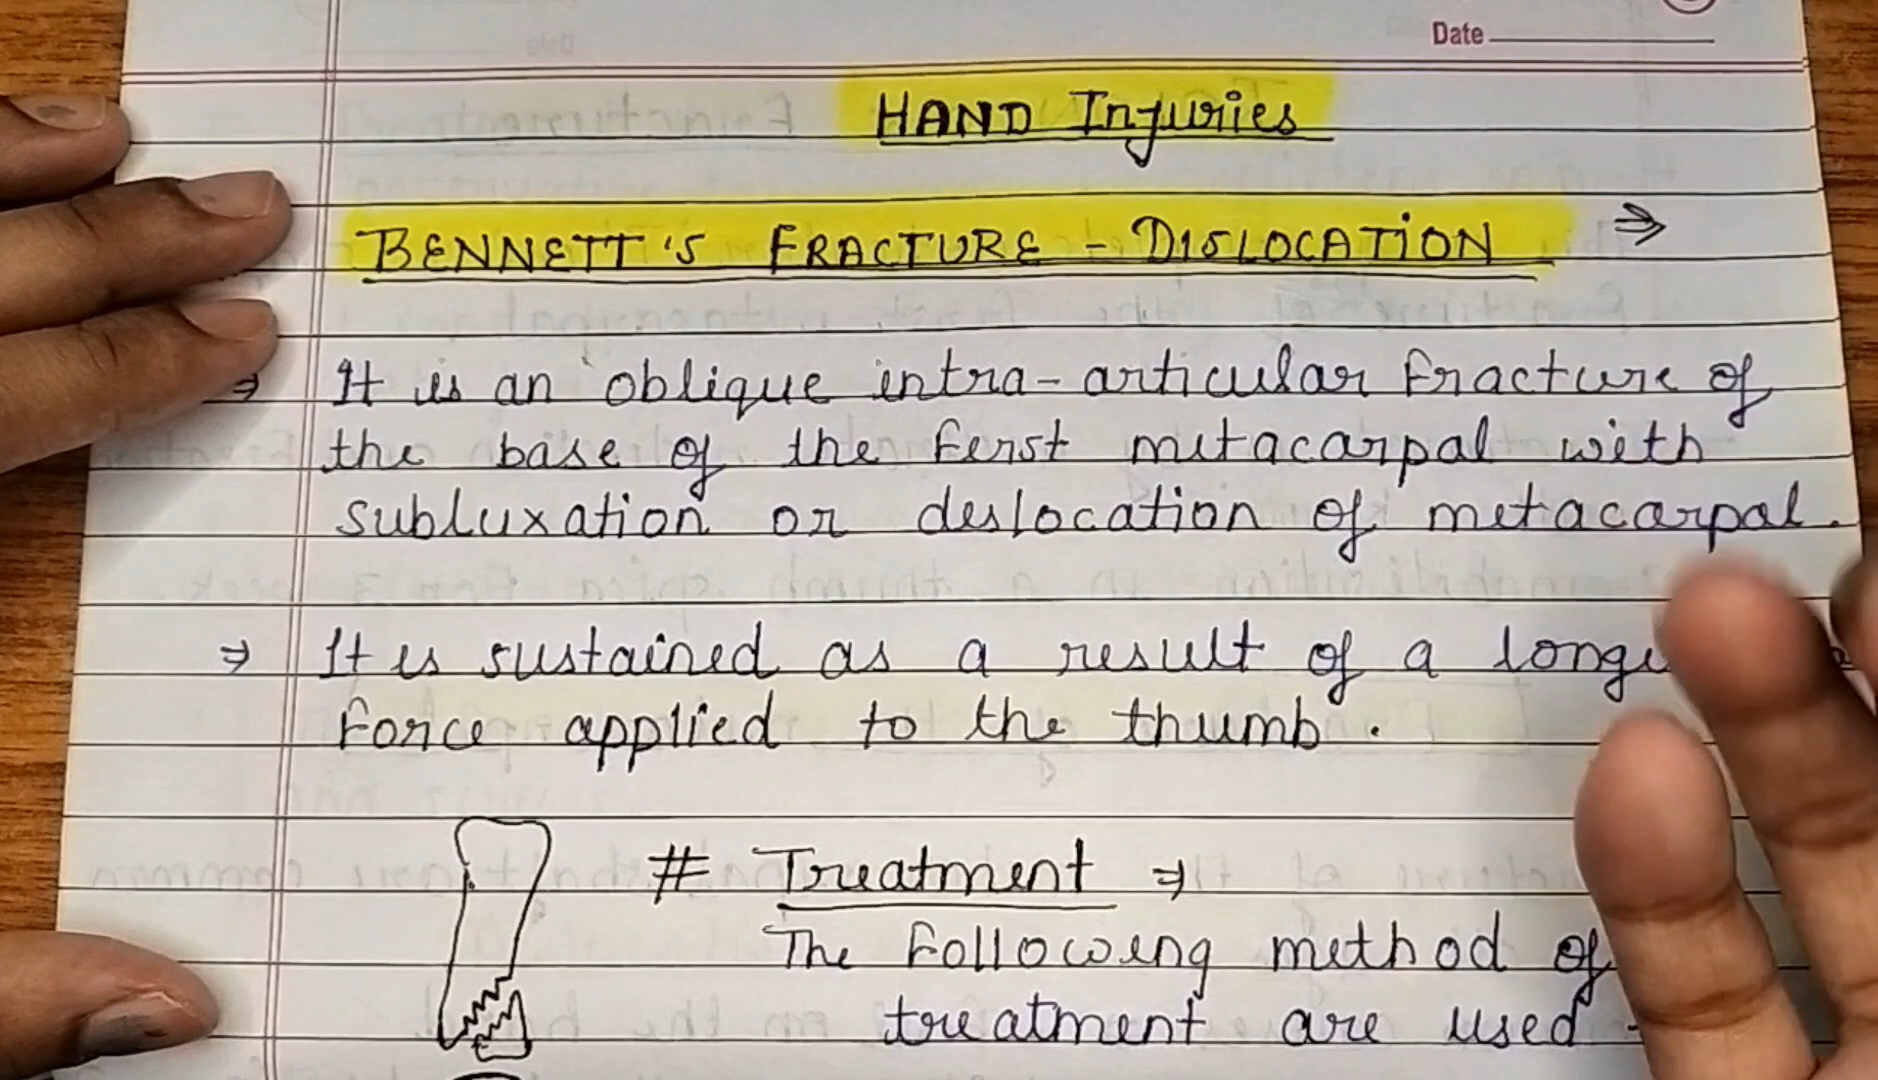 Date
HAND Injuries
BENNETT'S FRACTURE - DISLOCATION ⇒
⇒ It is an oblique intra-articular fracture of
the base of the first metacarpal with
subluxation or dislocation of metacarpal.
⇒ It is sustained as a result of a
force applied to the thumb.
# Treatment ⇒
The following method of
treatment are used -